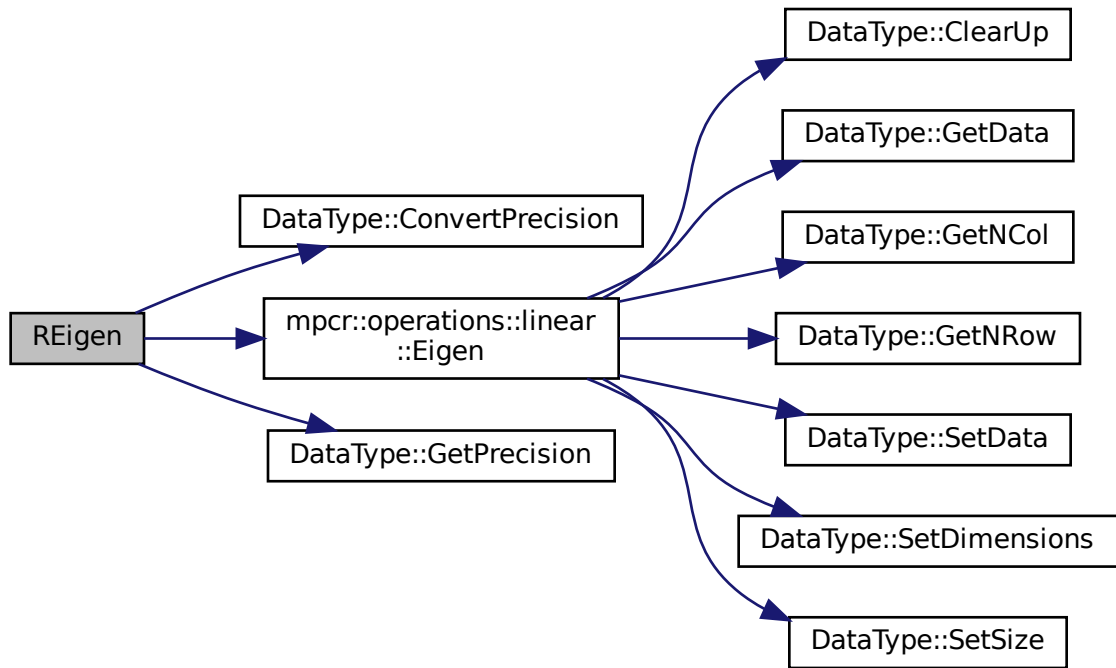 REigen
DataType::ConvertPrecision
mpcr::operations::linear
::Eigen
DataType::GetPrecision
DataType::ClearUp
DataType::GetData
DataType::GetNCol
DataType::GetNRow
DataType::SetData
DataType::SetDimensions
DataType::SetSize